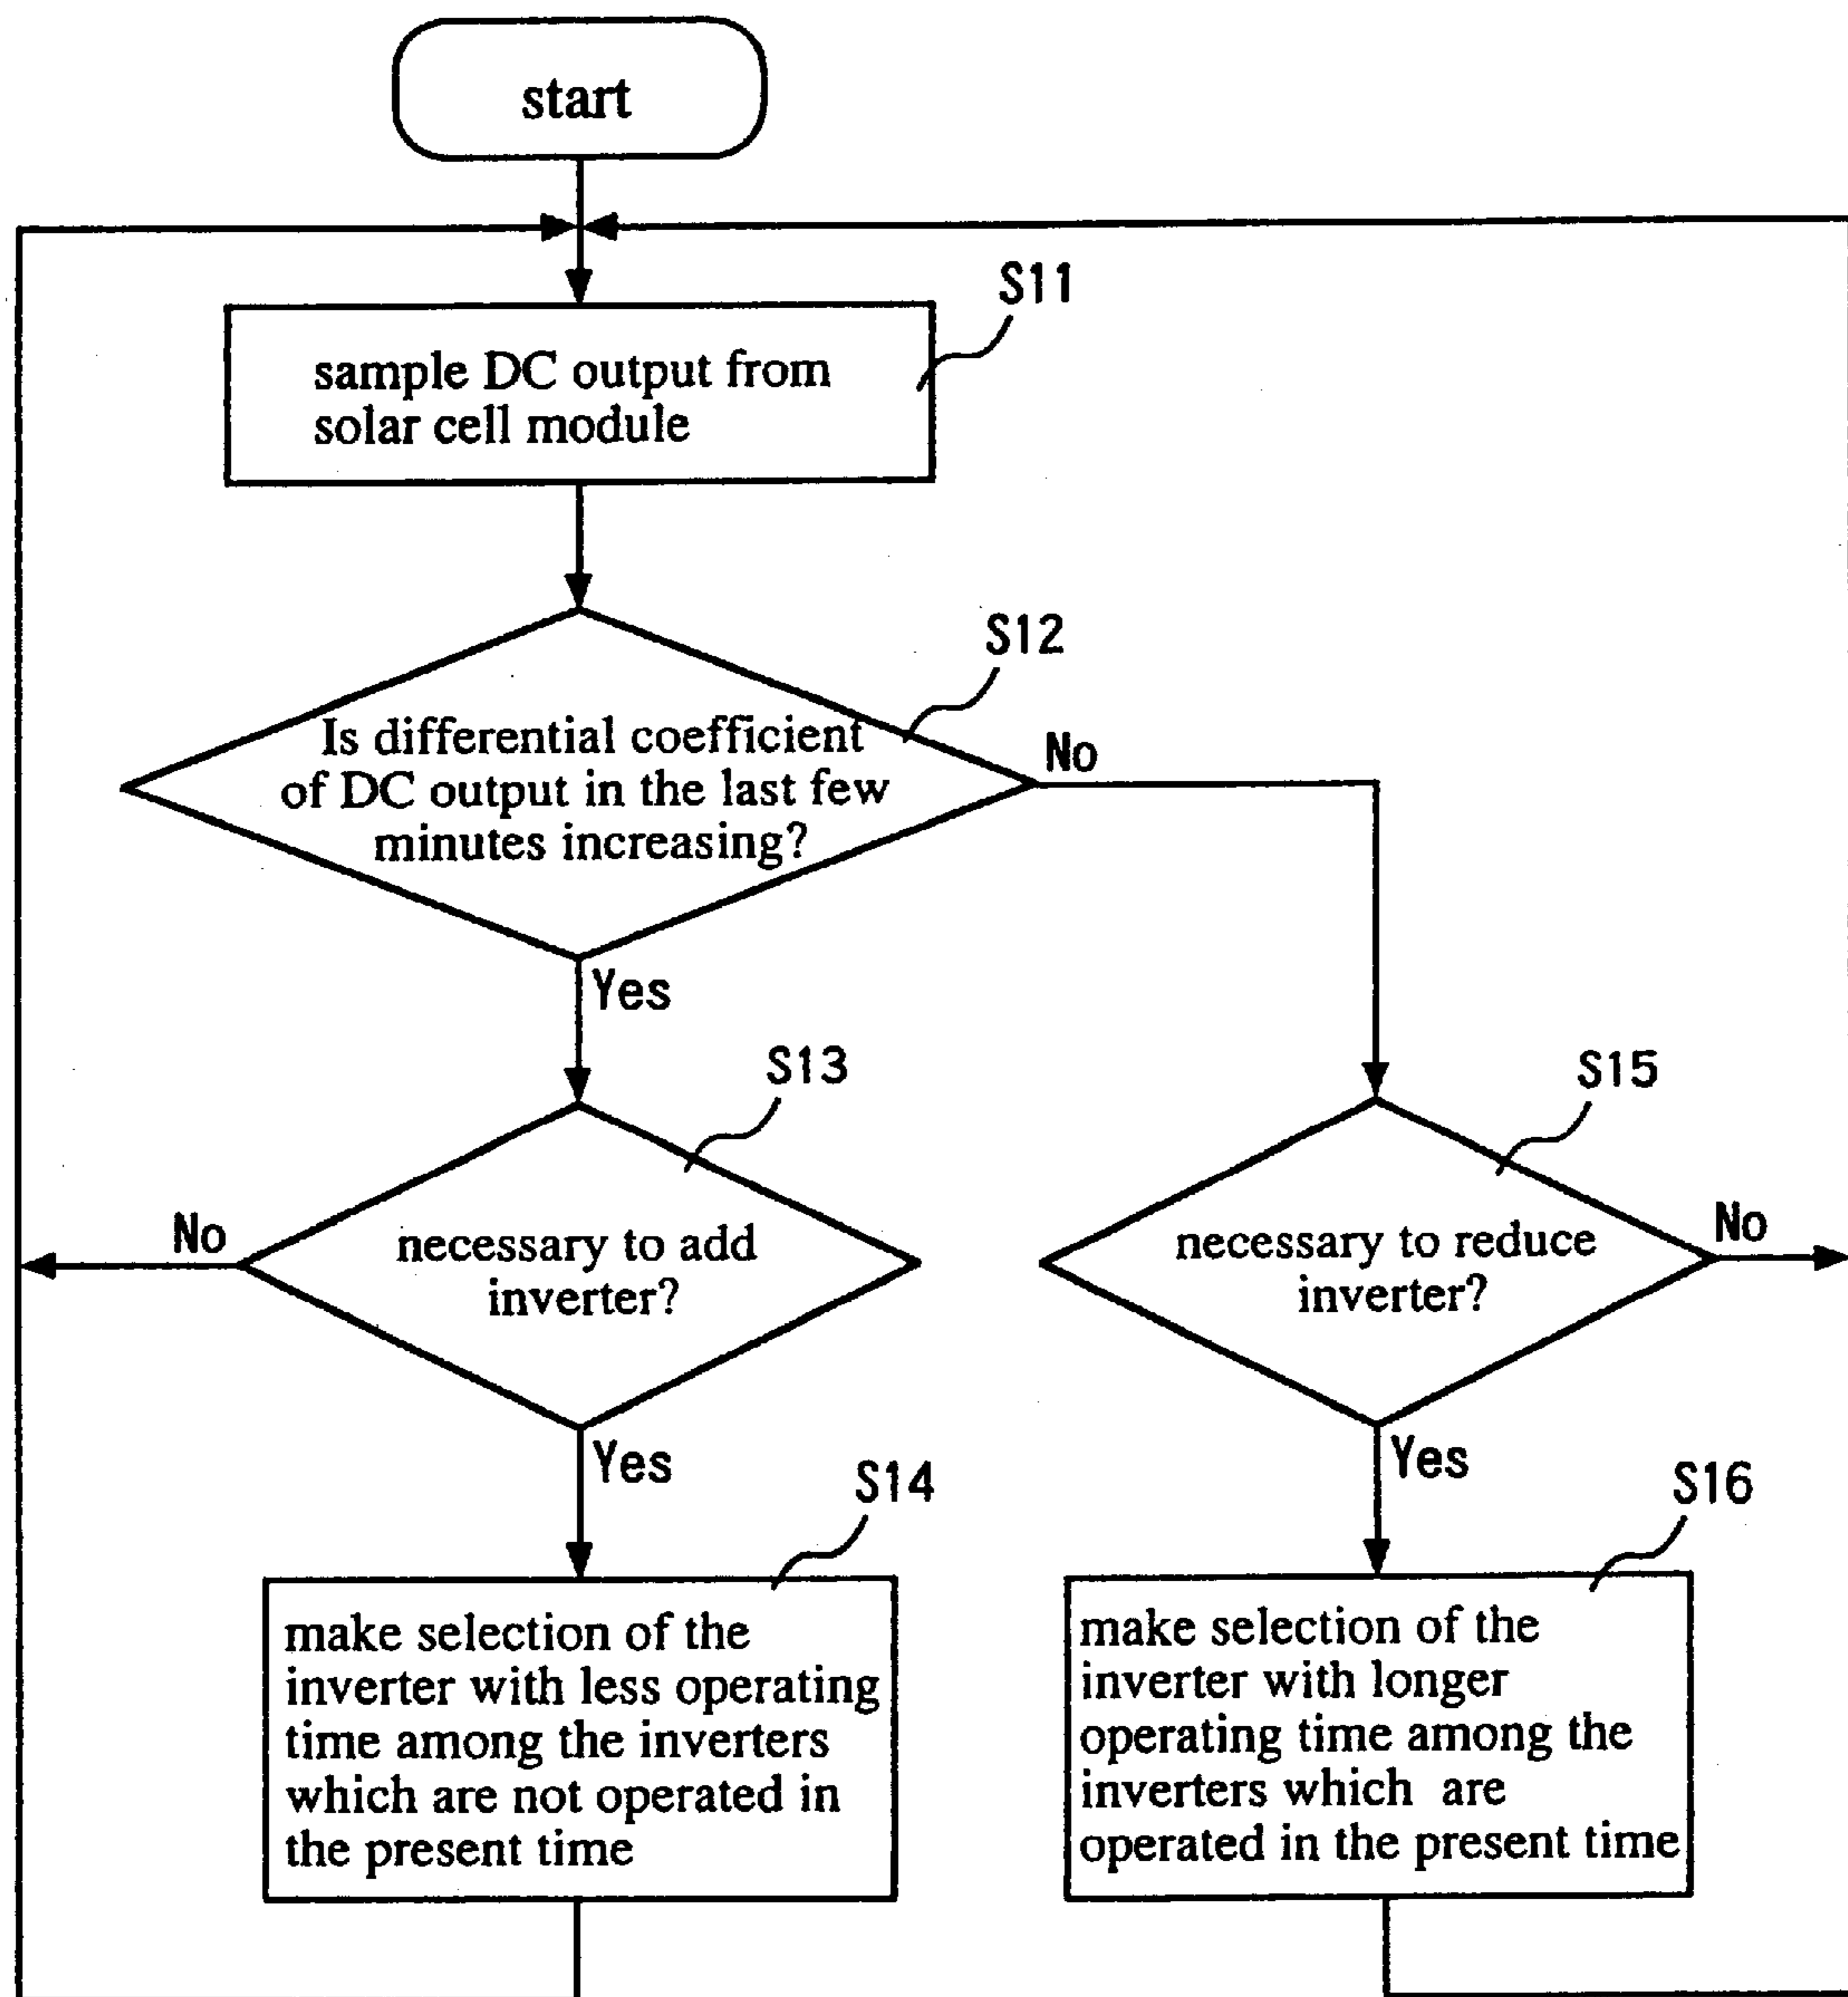 start
S11
sample DC output from
solar cell module
S12
Is differential coefficient
of DC output in the last few
minutes increasing?
No
Yes
S13
necessary to add
inverter?
No
Yes
S15
necessary to reduce
inverter?
No
Yes
S14
make selection of the
inverter with less operating
time among the inverters
which are not operated in
the present time
S16
make selection of the
inverter with longer
operating time among the
inverters which are
operated in the present time